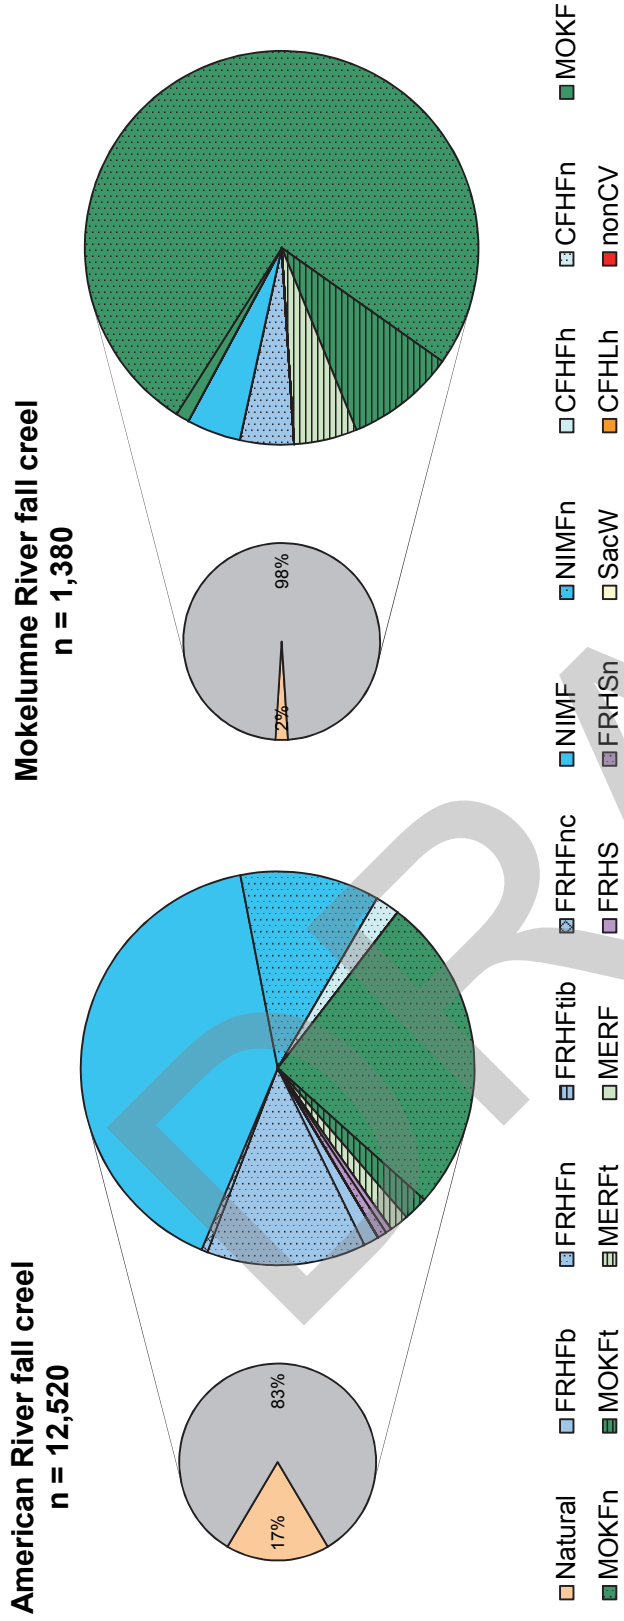 American River fall creel
n = 12,520
17%
83%
Mokelumne River fall creel
n = 1,380
2%
98%
Natural
FRHFb
FRHFn
FRHFtib
FRHFnc
NIMF
NIMFn
CFHFh
CFHFn
MOKF
MOKFn
MOKFt
MERFt
MERF
FRHS
FRHSn
SacW
CFHLh
nonCV